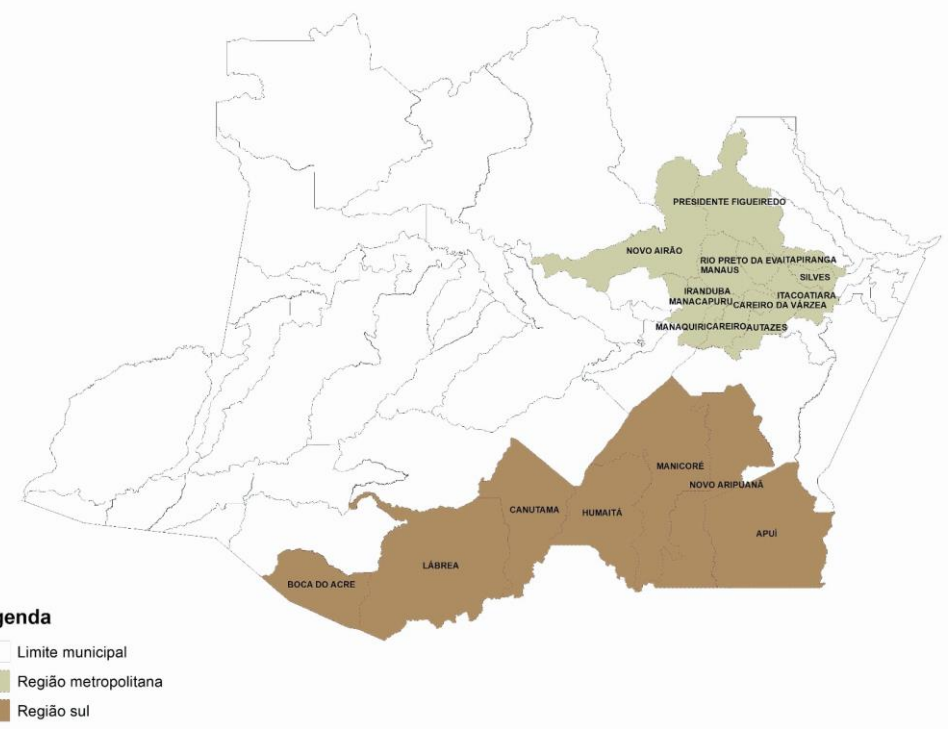 PRESIDENTE FIGUEIREDO
NOVO AIRÃO
RIO PRETO DA EVA
ITAPIRANGA
MANAUS
SILVES
IRANDUBA
ITACOATIARA
MANACAPURU
CAREIRO DA VÁRZEA
MANAQUIRI
CAREIRO
AUTAZES
MANICORÉ
NOVO ARIPUANÃ
CANUTAMA
HUMAITÁ
APUÍ
LÁBREA
BOCA DO ACRE
genda
Limite municipal
Região metropolitana
Região sul